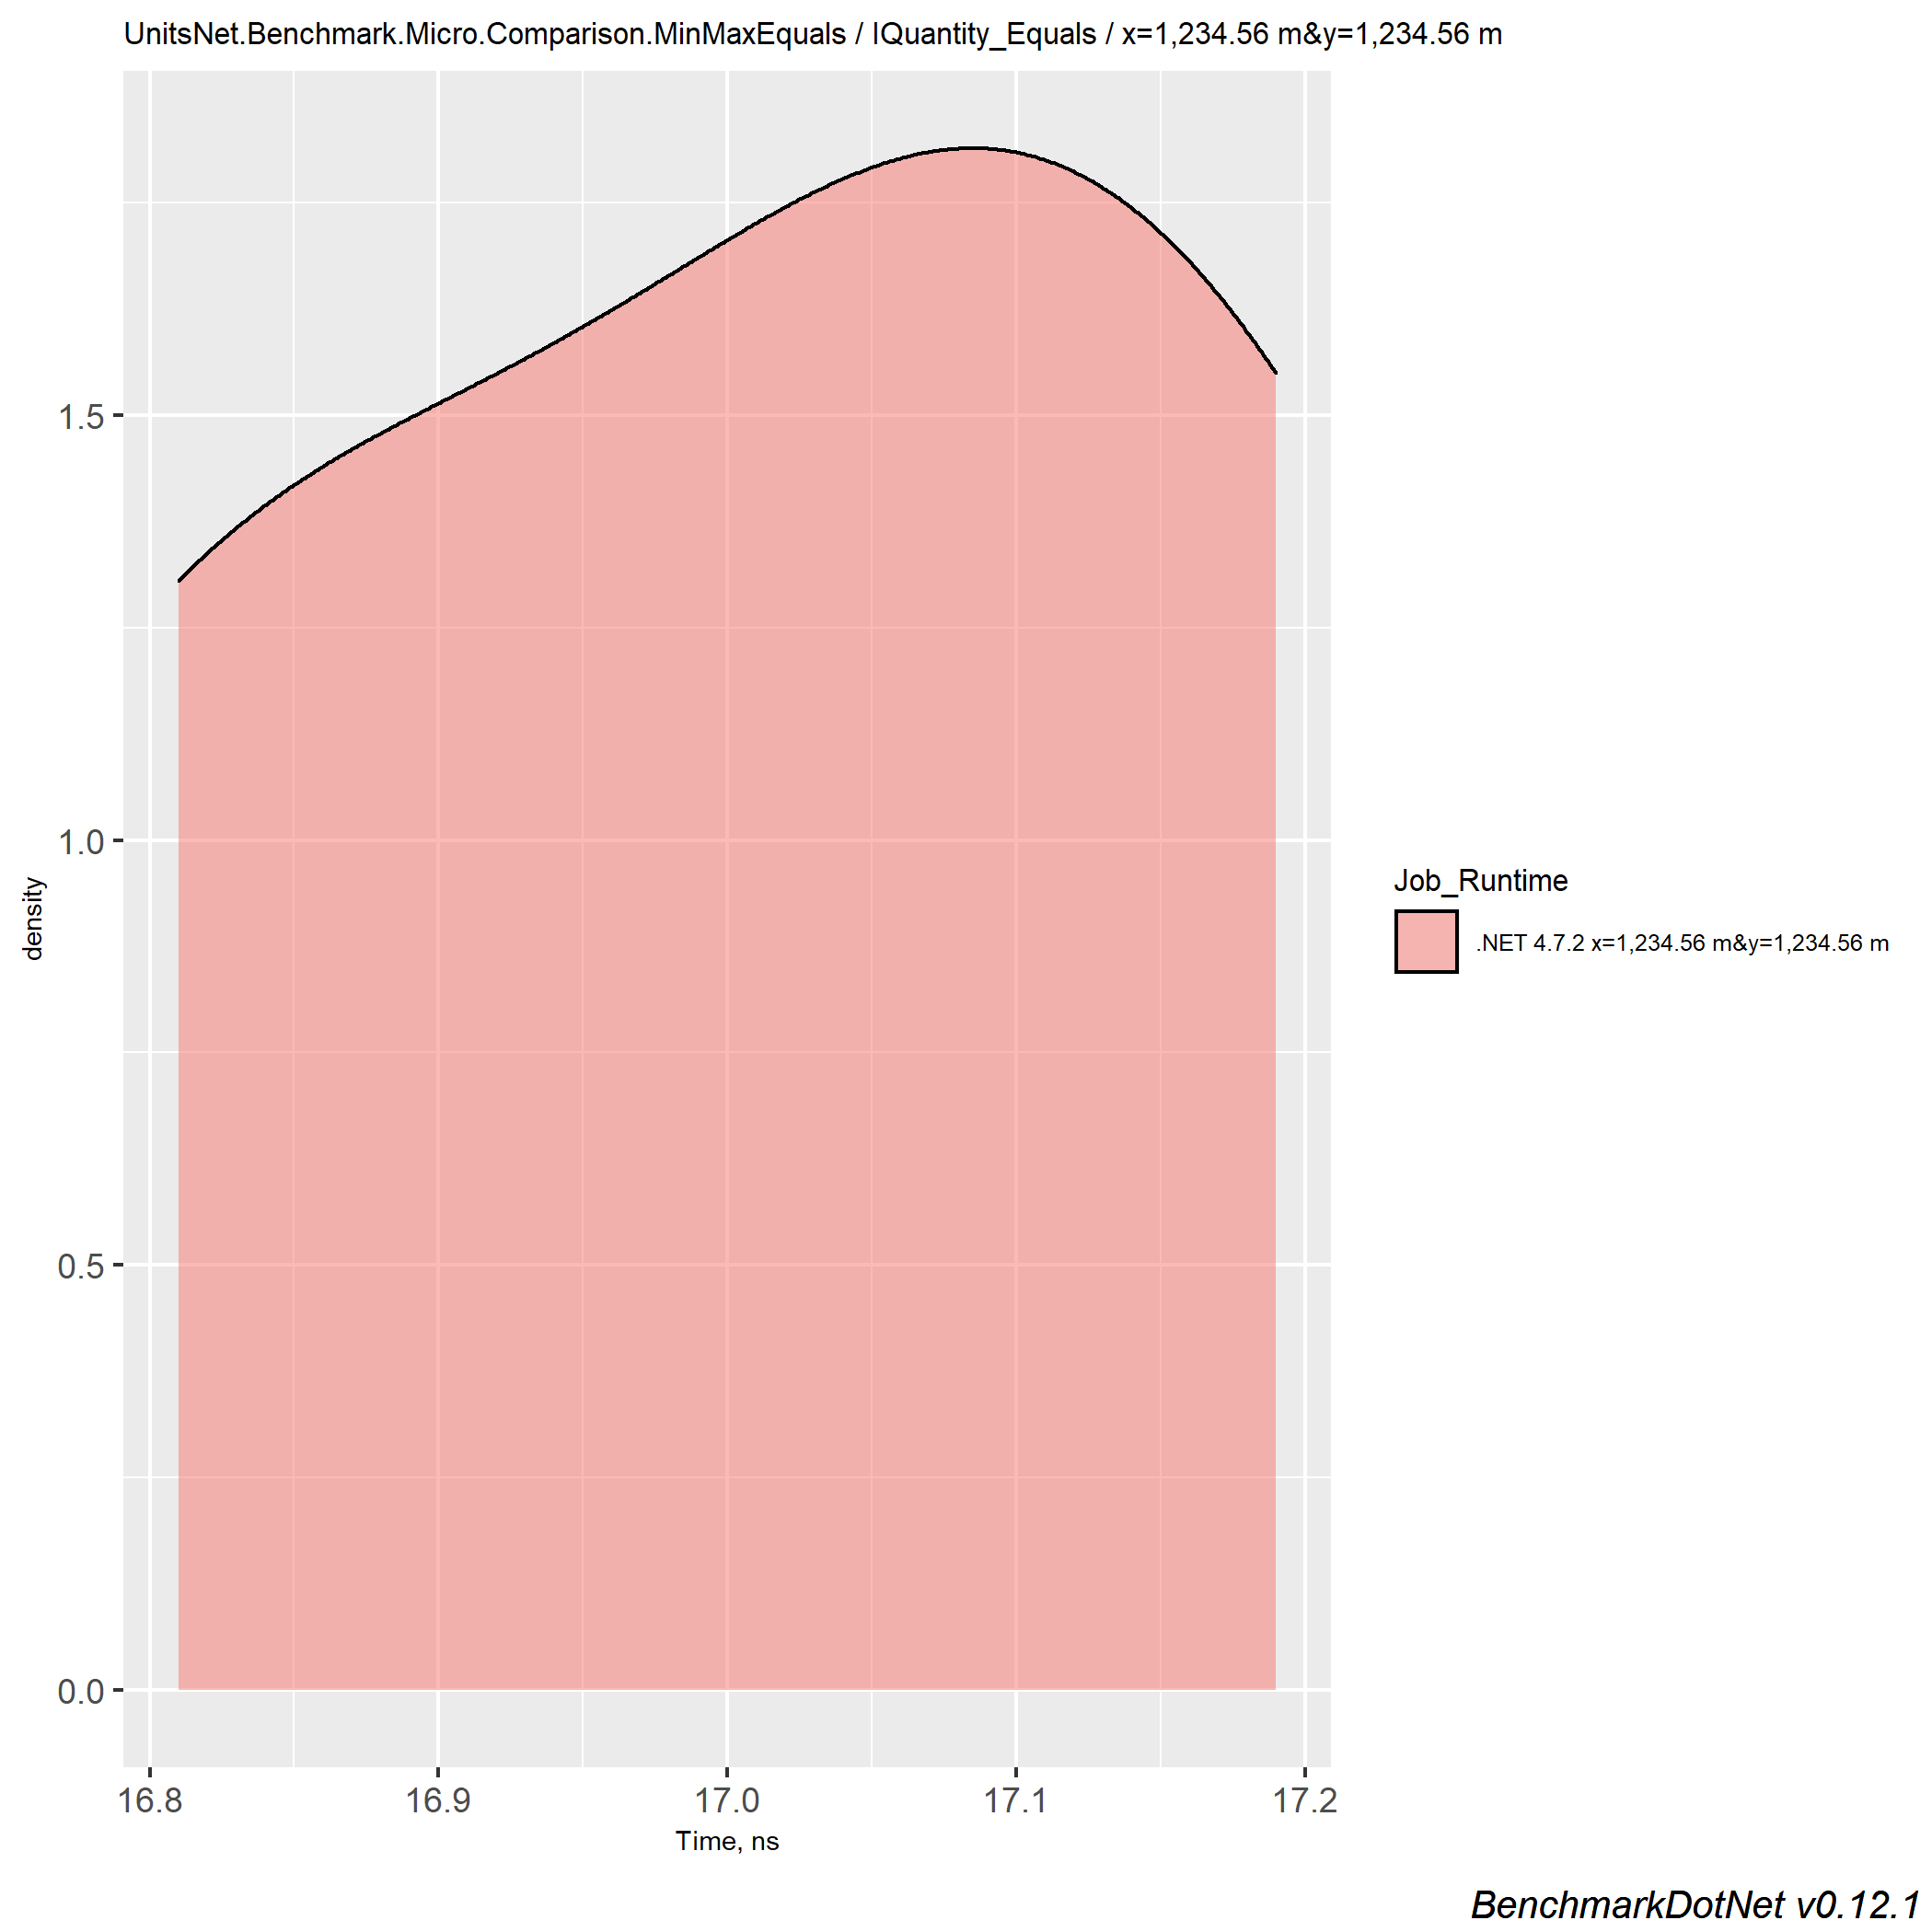 UnitsNet.Benchmark.Micro.Comparison.MinMaxEquals / IQuantity_Equals / x=1,234.56 m&y=1,234.56 m
1.5
1.0
0.5
0.0
density
16.8 16.9 17.0 17.1 17.2
Time, ns
Job_Runtime
.NET 4.7.2 x=1,234.56 m&y=1,234.56 m
BenchmarkDotNet v0.12.1